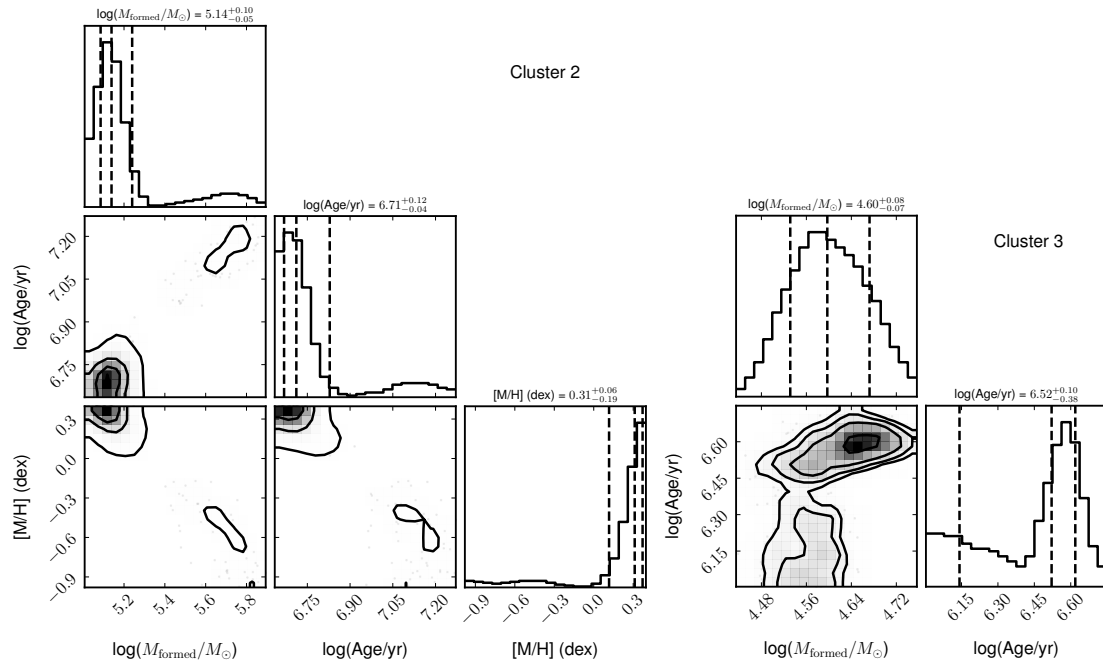 log(M_formed/M_⊙) = 5.14^{+0.10}_{-0.05}
Cluster 2
log(Age/yr)
7.20
7.05
6.90
6.75
log(Age/yr) = 6.71^{+0.12}_{-0.04}
[M/H] (dex)
0.3
0.0
−0.3
−0.6
−0.9
[M/H] (dex) = 0.31^{+0.06}_{-0.19}
5.2
5.4
5.6
5.8
log(M_formed/M_⊙)
6.75
6.90
7.05
7.20
log(Age/yr)
−0.9
−0.6
−0.3
0.0
0.3
[M/H] (dex)
log(M_formed/M_⊙) = 4.60^{+0.08}_{-0.07}
Cluster 3
log(Age/yr)
6.60
6.45
6.30
6.15
log(Age/yr) = 6.52^{+0.10}_{-0.38}
4.48
4.56
4.64
4.72
log(M_formed/M_⊙)
6.15
6.30
6.45
6.60
log(Age/yr)